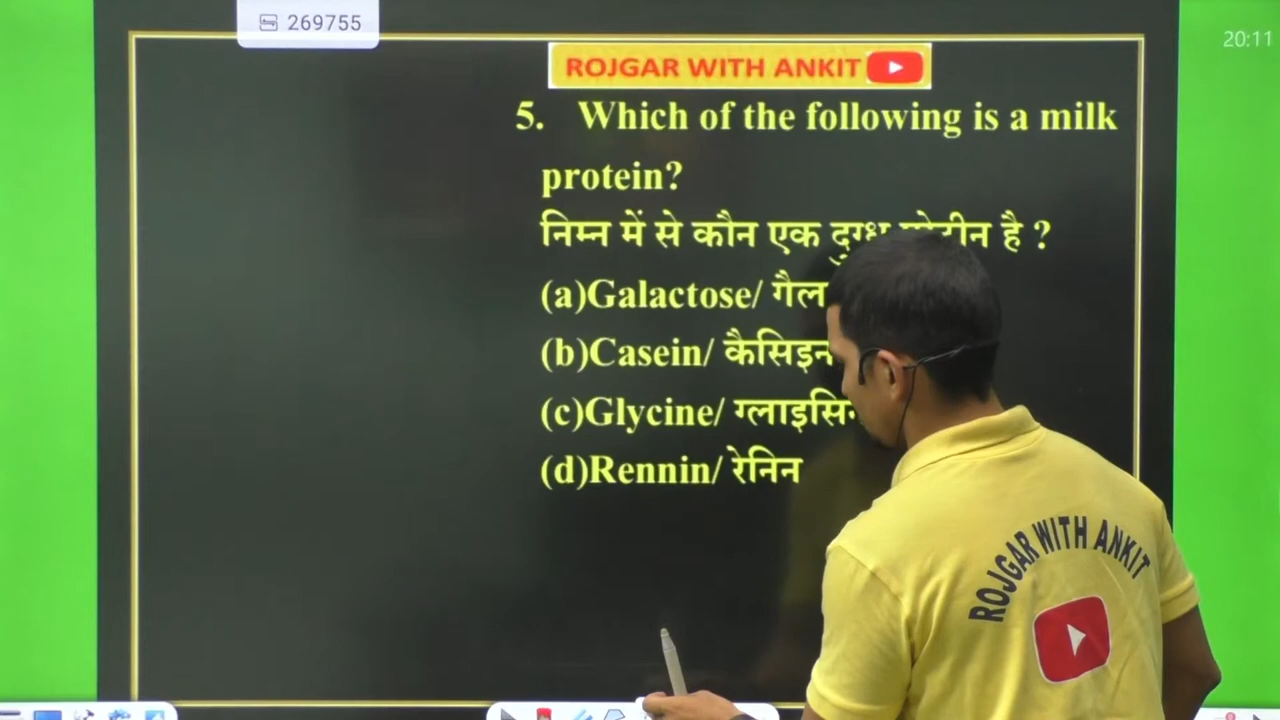 269755
20:11
ROJGAR WITH ANKIT
5. Which of the following is a milk
protein?
निम्न में से कौन एक दुग्ध है ?
(a)Galactose/
(b)Casein/ कैसिइन
(c)Glycine/ ग्लाइसिन
(d)Rennin/ रेनिन
ROJGAR WITH ANKIT